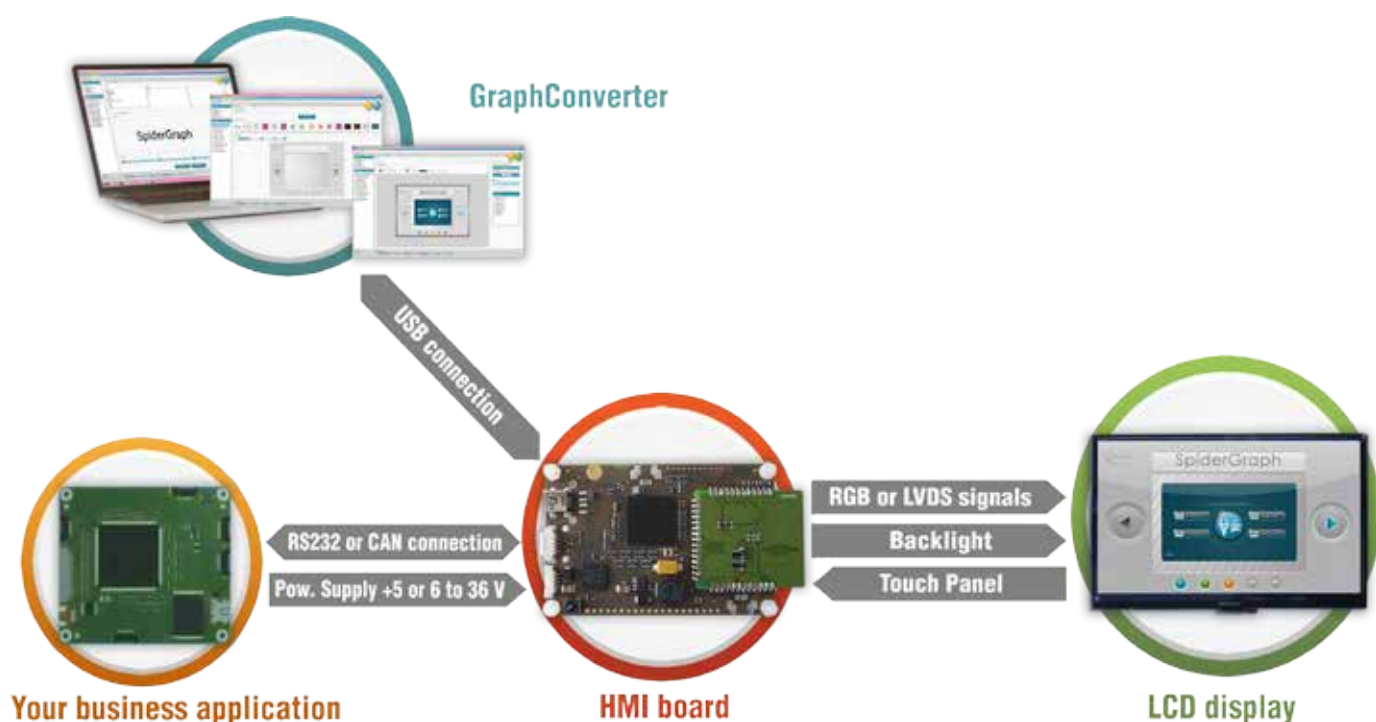 GraphConverter
SpiderGraph
USB connection
RS232 or CAN connection
Pow. Supply +5 or 6 to 36 V
RGB or LVDS signals
Backlight
Touch Panel
SpiderGraph
Your business application
HMI board
LCD display